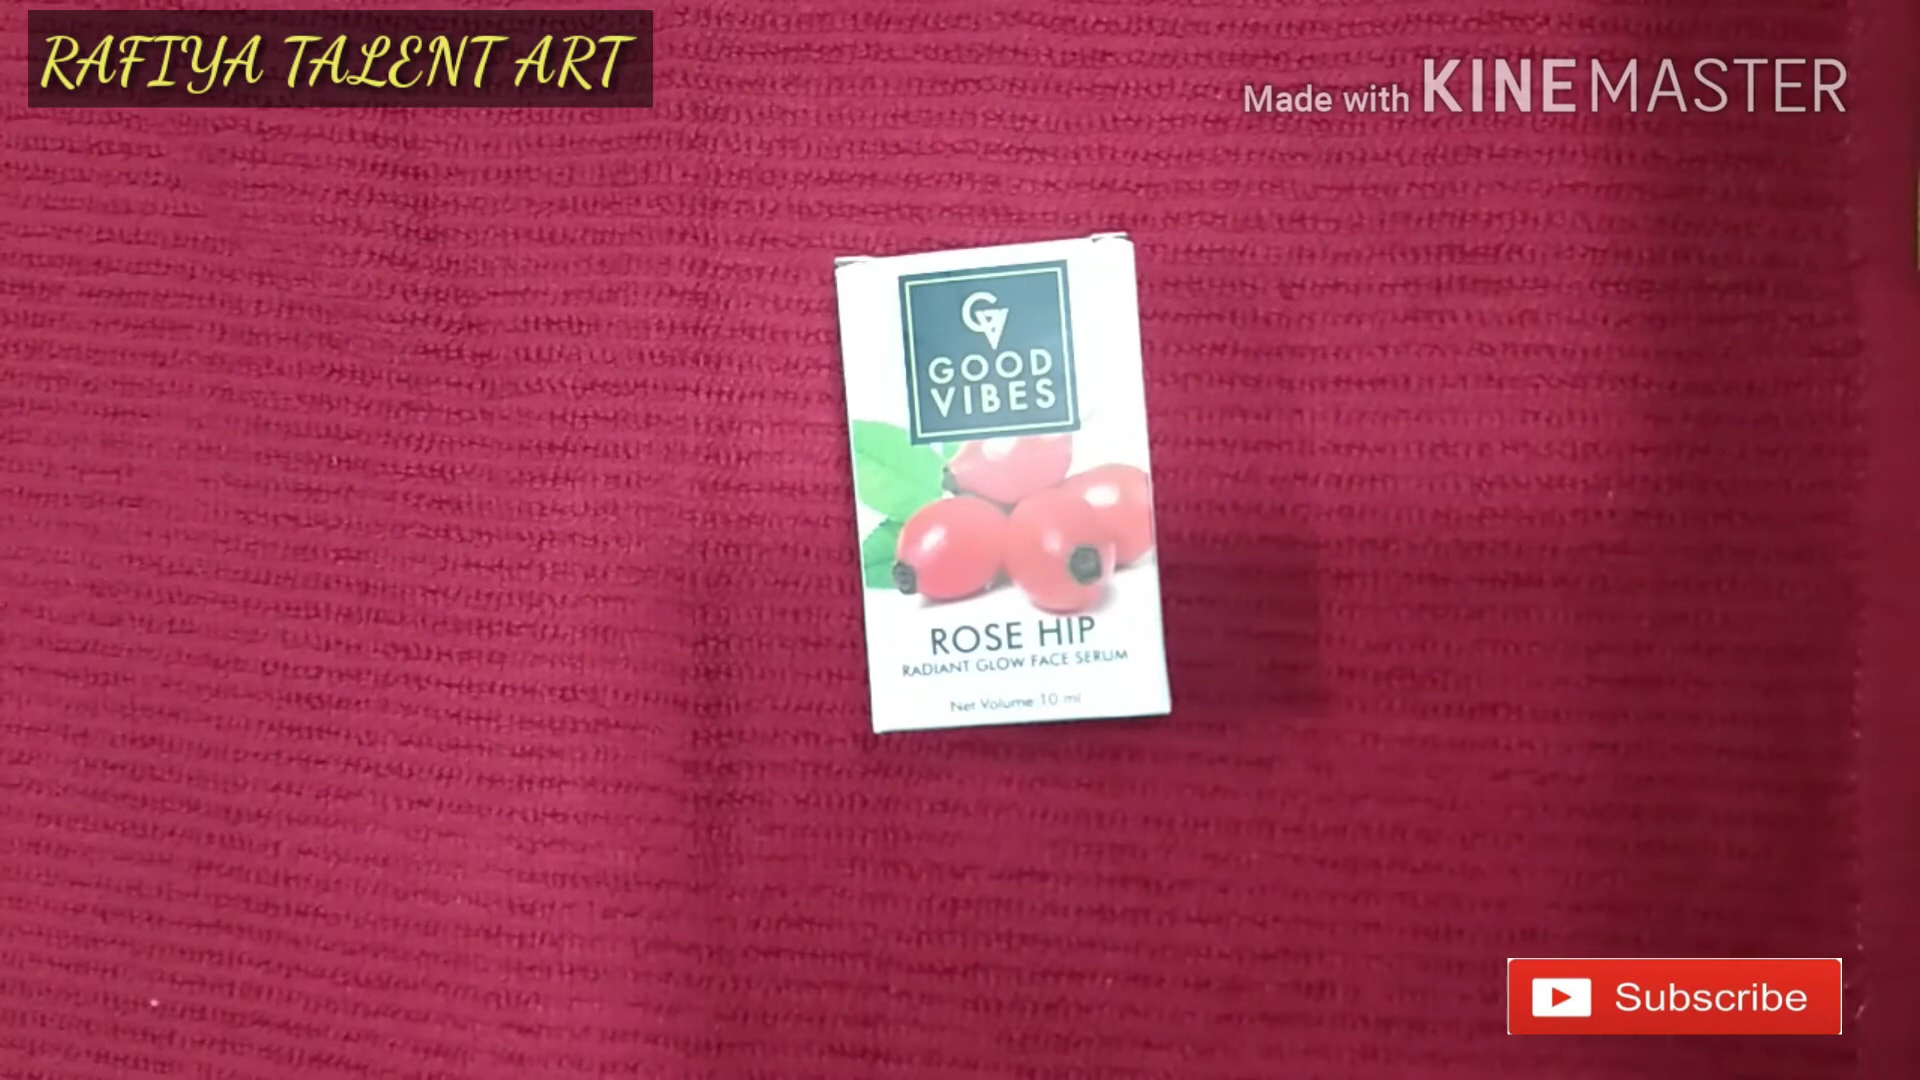 RAFIYA TALENT ART
Made with KINEMASTER
GV
GOOD
VIBES
ROSE HIP
RADIANT GLOW FACE SERUM
Net Volume 10 ml
Subscribe